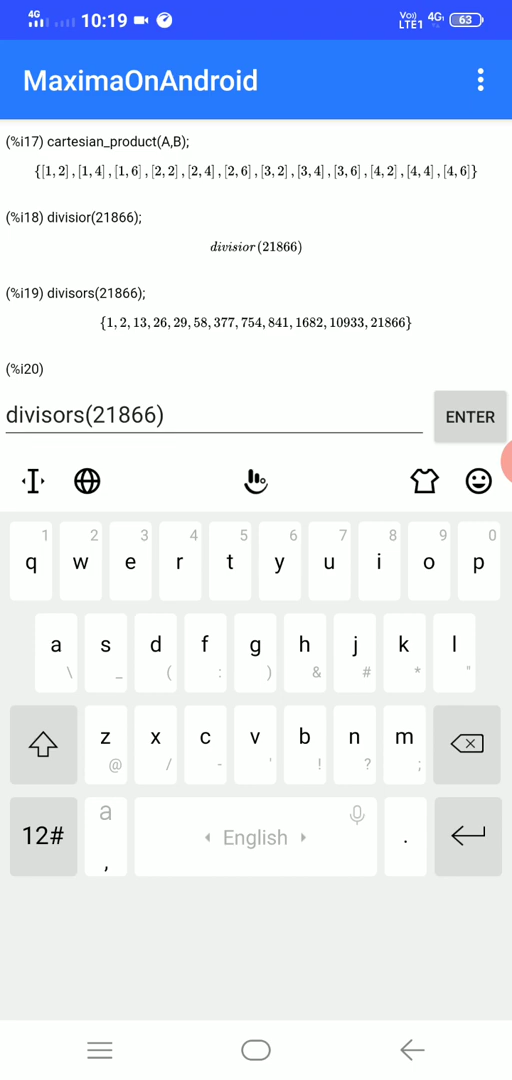 4G 10:19 Vo)) LTE1 4G 63
MaximaOnAndroid
(%i17) cartesian_product(A,B);
{[1, 2] , [1, 4] , [1, 6] , [2, 2] , [2, 4] , [2, 6] , [3, 2] , [3, 4] , [3, 6] , [4, 2] , [4, 4] , [4, 6]}
(%i18) divisior(21866);
divisior (21866)
(%i19) divisors(21866);
{1, 2, 13, 26, 29, 58, 377, 754, 841, 1682, 10933, 21866}
(%i20)
divisors(21866) ENTER
1 2 3 4 5 6 7 8 9 0
q w e r t y u i o p
a s d f g h j k l
\ _ ( : ) & # * "
z x c v b n m
@ / - ' ! ? ;
12# a , English .